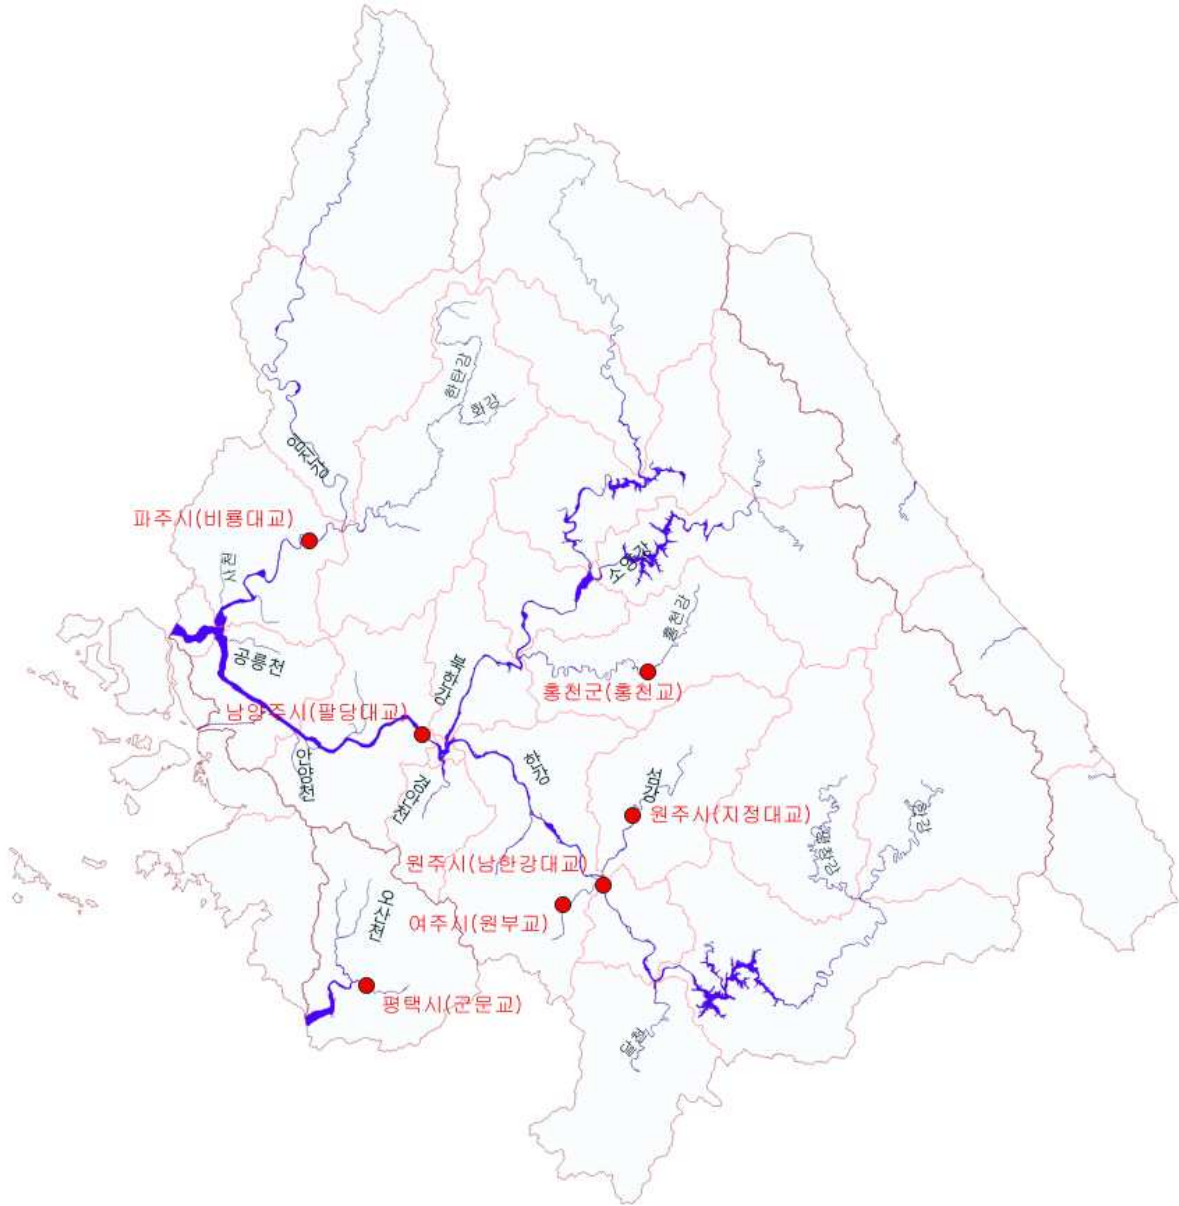 한탄강
화강
임진강
파주시(비룡대교)
사천
소양강
홍천강
공릉천
북한강
홍천군(홍천교)
남양주시(팔당대교)
안양천
경안천
한강
섬강
원주시(지정대교)
한강
원주시(남한강대교)
오산천
여주시(원부교)
평택시(군문교)
달천